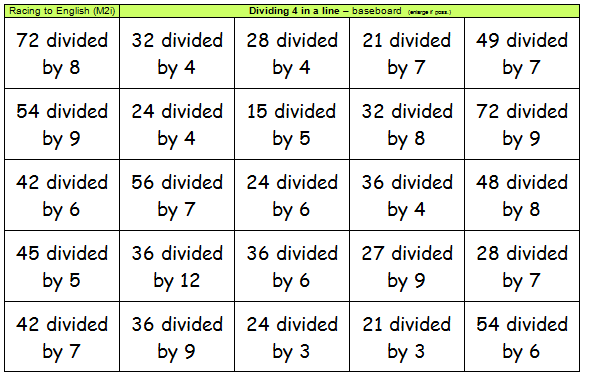 Racing to English (M2i) Dividing 4 in a line – baseboard (enlarge if poss.)
72 divided by 8
32 divided by 4
28 divided by 4
21 divided by 7
49 divided by 7
54 divided by 9
24 divided by 4
15 divided by 5
32 divided by 8
72 divided by 9
42 divided by 6
56 divided by 7
24 divided by 6
36 divided by 4
48 divided by 8
45 divided by 5
36 divided by 12
36 divided by 6
27 divided by 9
28 divided by 7
42 divided by 7
36 divided by 9
24 divided by 3
21 divided by 3
54 divided by 6